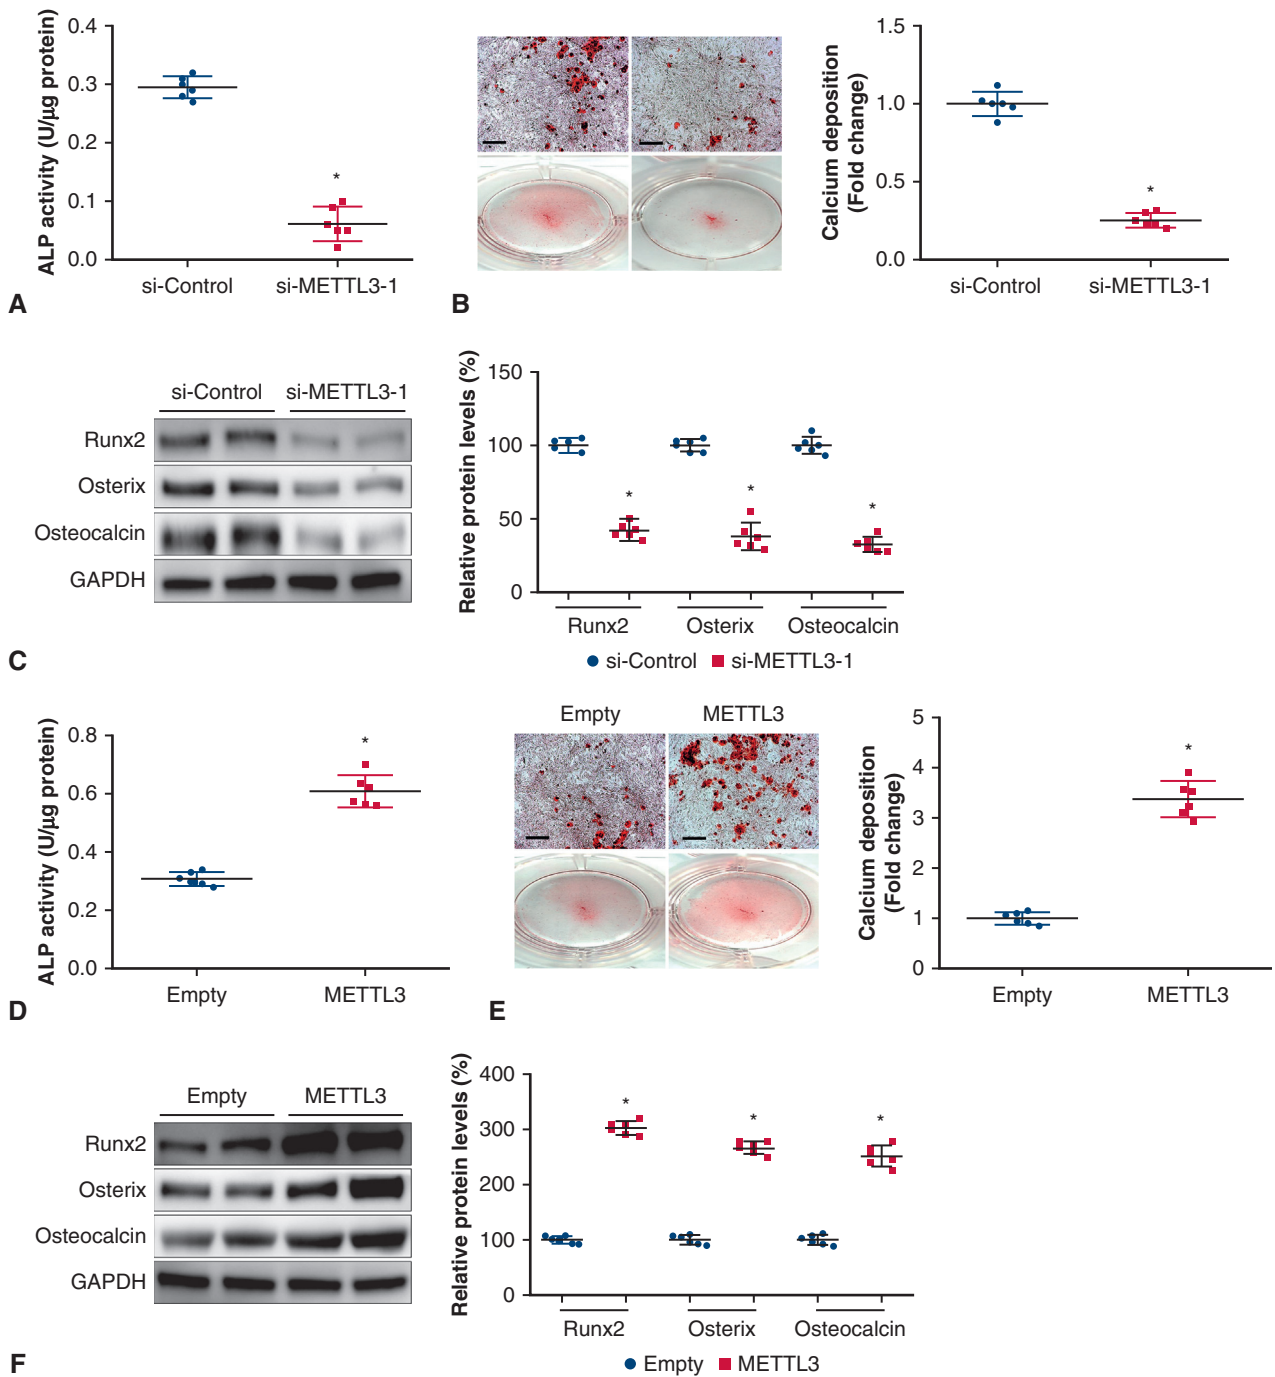 ALP activity (U/µg protein)
0.4
0.3
0.2
0.1
0.0
*
si-Control
si-METTL3-1
A
Calcium deposition
(Fold change)
1.5
1.0
0.5
0.0
*
si-Control
si-METTL3-1
B
si-Control
si-METTL3-1
Runx2
Osterix
Osteocalcin
GAPDH
Relative protein levels (%)
150
100
50
0
*
*
*
Runx2
Osterix
Osteocalcin
si-Control
si-METTL3-1
C
ALP activity (U/µg protein)
0.8
0.6
0.4
0.2
0.0
*
Empty
METTL3
D
Empty
METTL3
Calcium deposition
(Fold change)
5
4
3
2
1
0
*
Empty
METTL3
E
Empty
METTL3
Runx2
Osterix
Osteocalcin
GAPDH
Relative protein levels (%)
400
300
200
100
0
*
*
*
Runx2
Osterix
Osteocalcin
Empty
METTL3
F